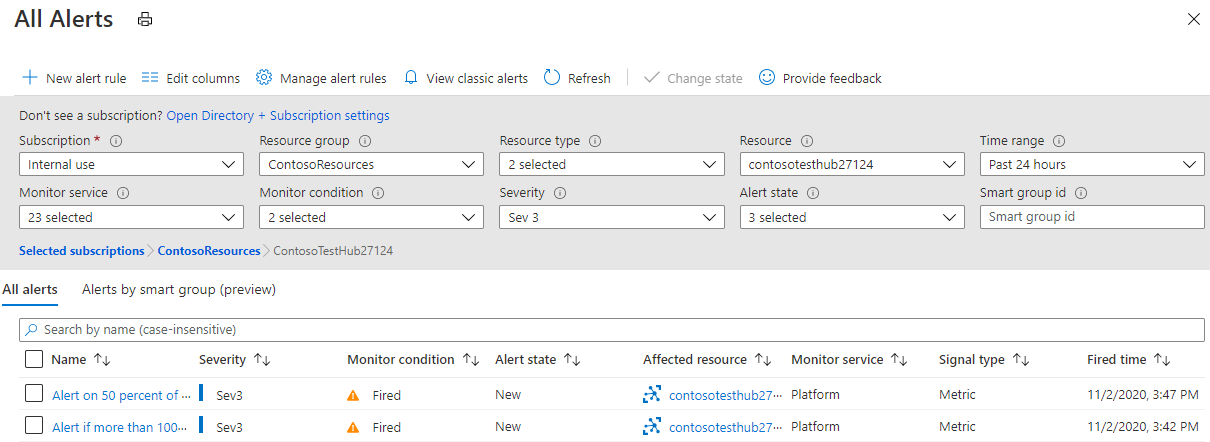 All Alerts
New alert rule Edit columns Manage alert rules View classic alerts Refresh Change state Provide feedback
Don't see a subscription? Open Directory + Subscription settings
Subscription * Resource group Resource type Resource Time range
Internal use ContosoResources 2 selected contosotesthub27124 Past 24 hours
Monitor service Monitor condition Severity Alert state Smart group id
23 selected 2 selected Sev 3 3 selected Smart group id
Selected subscriptions ContosoResources ContosoTestHub27124
All alerts Alerts by smart group (preview)
Search by name (case-insensitive)
Name Severity Monitor condition Alert state Affected resource Monitor service Signal type Fired time
Alert on 50 percent of ··· Sev3 Fired New contosotesthub27··· Platform Metric 11/2/2020, 3:47 PM
Alert if more than 100··· Sev3 Fired New contosotesthub27··· Platform Metric 11/2/2020, 3:42 PM